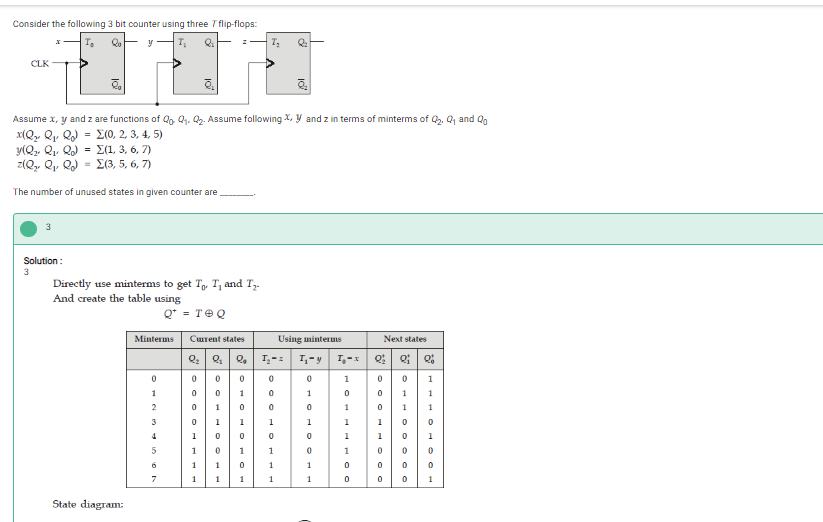 Consider the following 3 bit counter using three T flip-flops:
x T₀ Q₀ y T₁ Q₁ z T₂ Q₂
CLK
Q̅₀ Q̅₁ Q̅₂
Assume x, y and z are functions of Q₀, Q₁, Q₂. Assume following x, y and z in terms of minterms of Q₂, Q₁ and Q₀
x(Q₂, Q₁, Q₀) = Σ(0, 2, 3, 4, 5)
y(Q₂, Q₁, Q₀) = Σ(1, 3, 6, 7)
z(Q₂, Q₁, Q₀) = Σ(3, 5, 6, 7)
The number of unused states in given counter are ________.
3
Solution :
3
Directly use minterms to get T₀, T₁ and T₂.
And create the table using
Q⁺ = T⊕Q
Minterms Current states Using minterms Next states
Q₂ Q₁ Q₀ T₂=z T₁=y T₀=x Q₂⁺ Q₁⁺ Q₀⁺
0 0 0 0 0 0 1 0 0 1
1 0 0 1 0 1 0 0 1 1
2 0 1 0 0 0 1 0 1 1
3 0 1 1 1 1 1 1 0 0
4 1 0 0 0 0 1 1 0 1
5 1 0 1 1 0 1 0 0 0
6 1 1 0 1 1 0 0 0 0
7 1 1 1 1 1 0 0 0 1
State diagram: